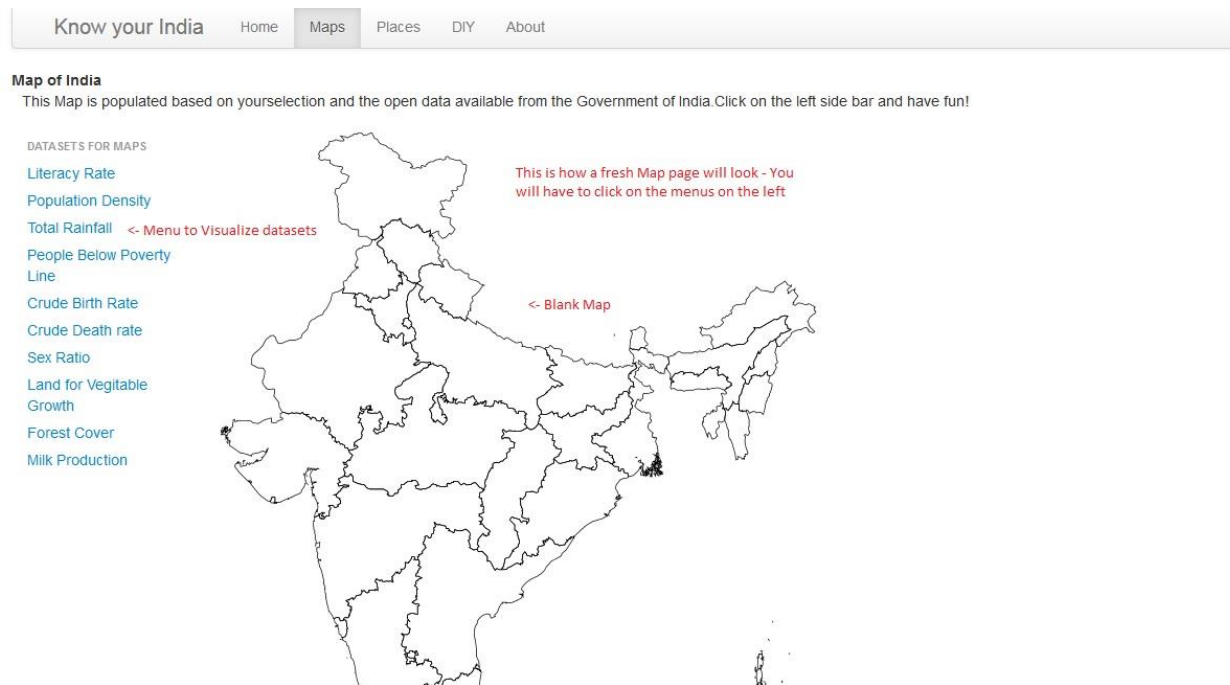 Know your India Home Maps Places DIY About
Map of India
This Map is populated based on yourselection and the open data available from the Government of India.Click on the left side bar and have fun!
DATASETS FOR MAPS
Literacy Rate
Population Density
Total Rainfall
<- Menu to Visualize datasets
People Below Poverty
Line
Crude Birth Rate
Crude Death rate
Sex Ratio
Land for Vegitable
Growth
Forest Cover
Milk Production
This is how a fresh Map page will look - You
will have to click on the menus on the left
<- Blank Map